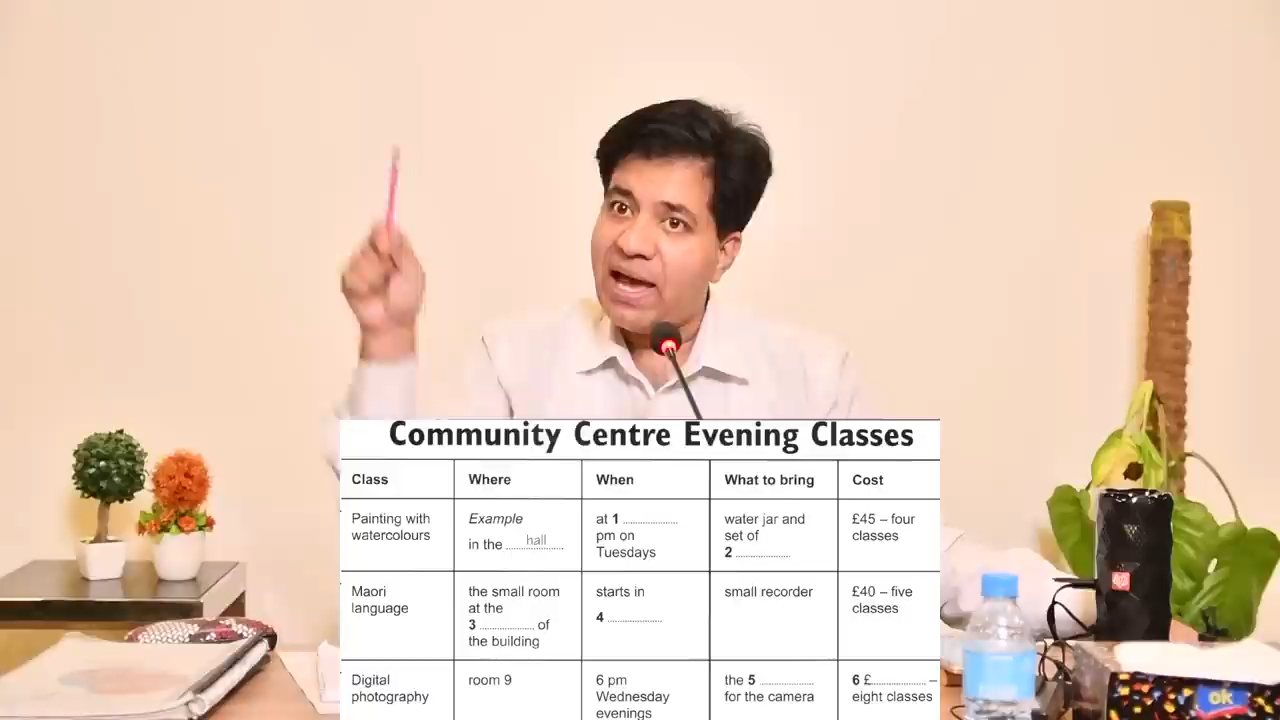 Community Centre Evening Classes
Class Where When What to bring Cost
Painting with
watercolours
Example
in the ............ hall
at 1 ............
pm on
Tuesdays
water jar and
set of
2 ............
£45 – four
classes
Maori
language
the small room
at the
3 ............ of
the building
starts in
4 ............
small recorder
£40 – five
classes
Digital
photography
room 9
6 pm
Wednesday
evenings
the 5 ............
for the camera
6 £............ –
eight classes
hp
ok